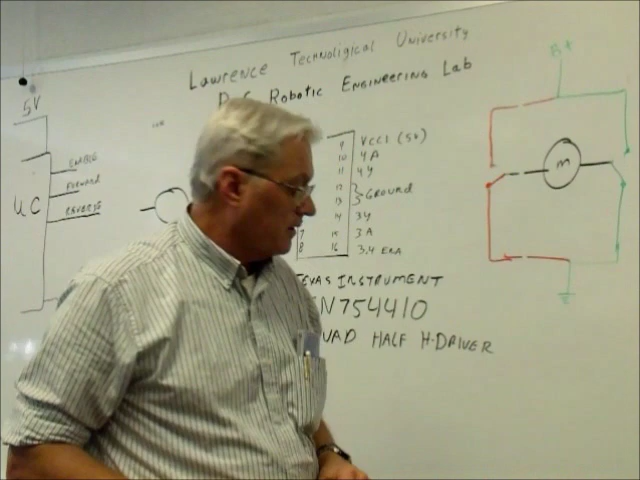 Lawrence Technoligical University
Robotic Engineering Lab
5V
UC
ENABLE
FORWARD
REVERSE
9 VCC1 (5V)
10 4A
11 4Y
12
13 } Ground
14 3Y
7 15 3A
8 16 3,4 ENA
TEXAS INSTRUMENT
N754410
UAD HALF H-DRIVER
B+
m